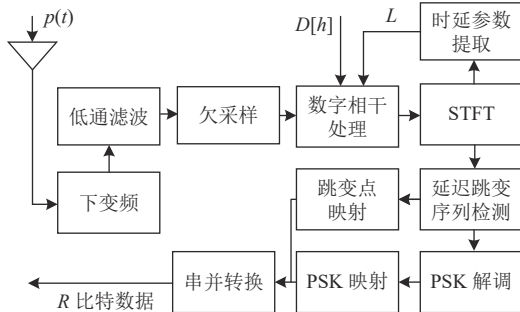 p(t)
D[h]
L
时延参数
提取
低通滤波
欠采样
数字相干
处理
STFT
下变频
跳变点
映射
延迟跳变
序列检测
串并转换
PSK 映射
PSK 解调
R 比特数据